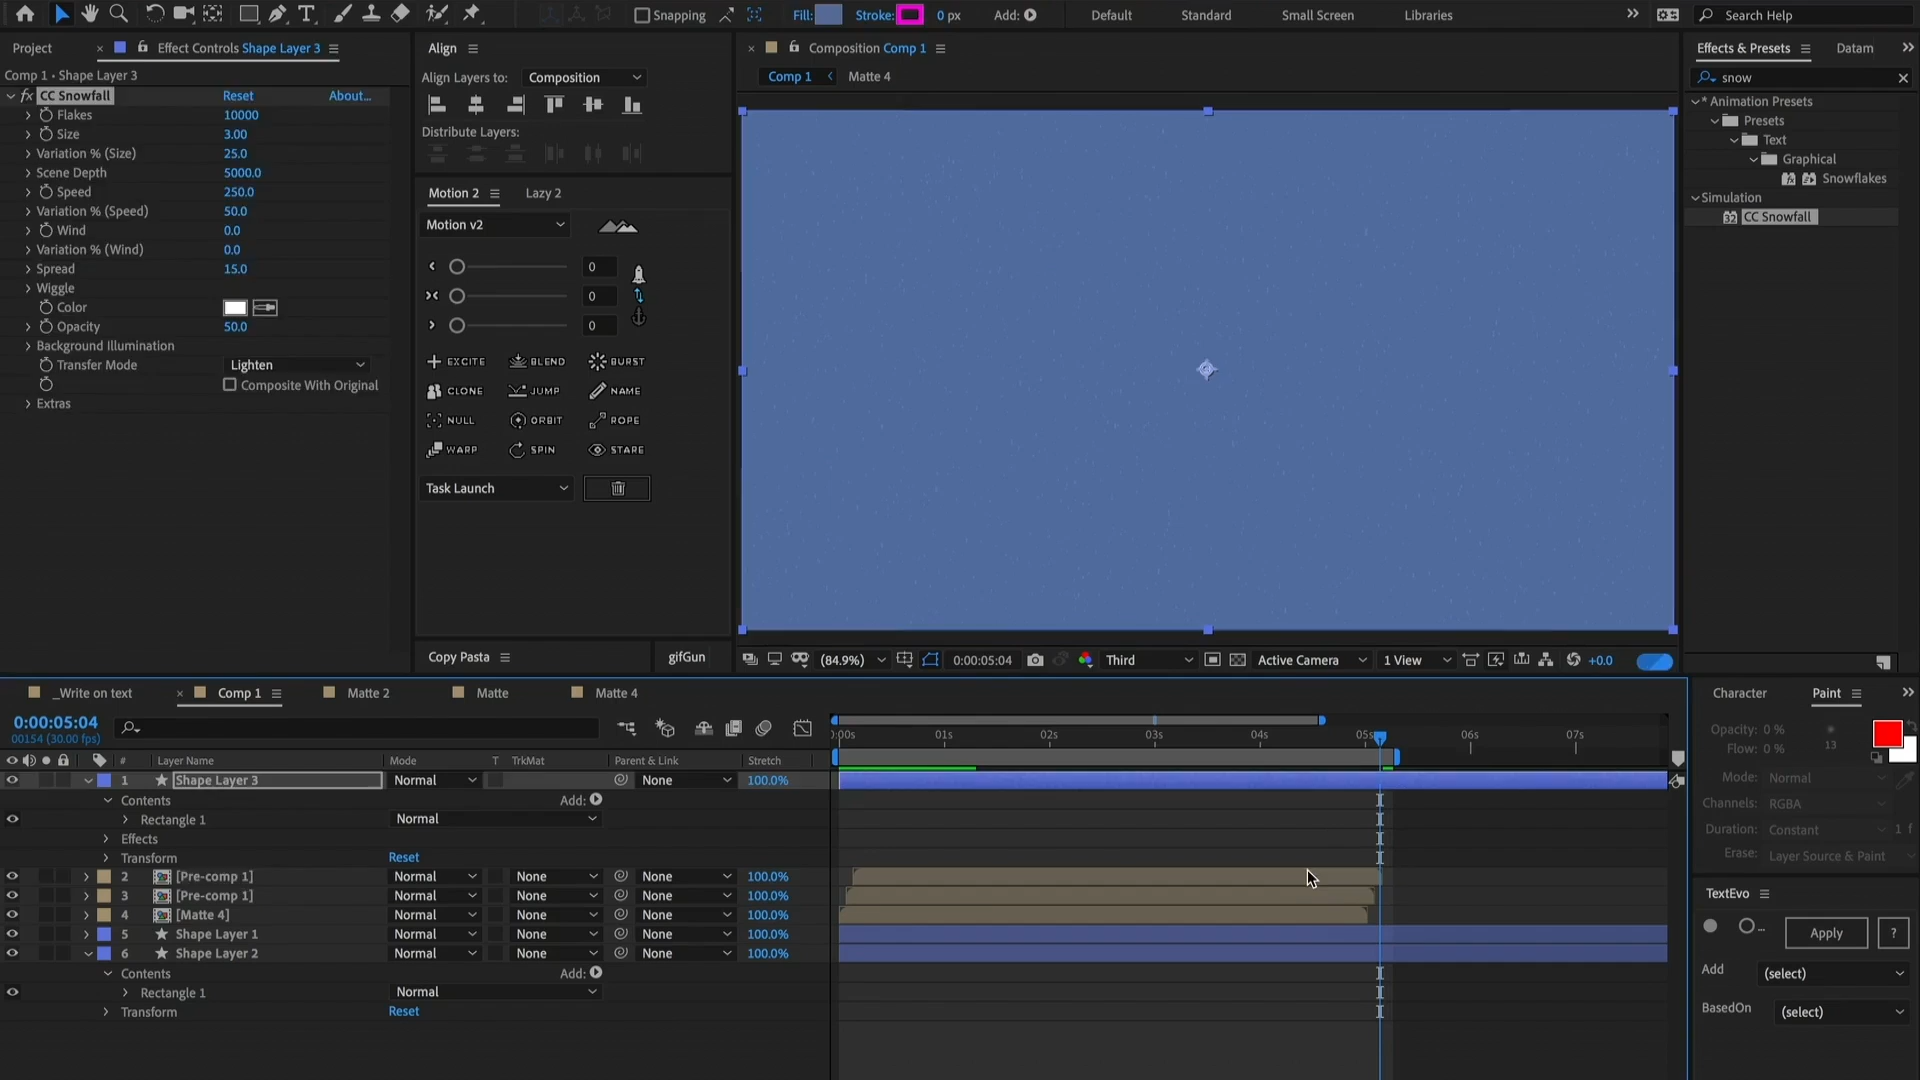 Snapping
Fill:
Stroke:
0 px
Add:
Default
Standard
Small Screen
Libraries
Search Help
Project
Effect Controls Shape Layer 3
Comp 1 • Shape Layer 3
fx CC Snowfall Reset About...
Flakes 10000
Size 3.00
Variation % (Size) 25.0
Scene Depth 5000.0
Speed 250.0
Variation % (Speed) 50.0
Wind 0.0
Variation % (Wind) 0.0
Spread 15.0
Wiggle
Color
Opacity 50.0
Background Illumination
Transfer Mode Lighten
Composite With Original
Extras
Align
Align Layers to: Composition
Distribute Layers:
Motion 2
Lazy 2
Motion v2
0
0
0
EXCITE BLEND BURST
CLONE JUMP NAME
NULL ORBIT ROPE
WARP SPIN STARE
Task Launch
Copy Pasta
gifGun
Composition Comp 1
Comp 1
Matte 4
(84.9%)
0:00:05:04
Third
Active Camera
1 View
+0.0
Effects & Presets
Datam
snow
* Animation Presets
Presets
Text
Graphical
Snowflakes
Simulation
32 CC Snowfall
_Write on text
Comp 1
Matte 2
Matte
Matte 4
0:00:05:04
00154 (30.00 fps)
# Layer Name Mode T TrkMat Parent & Link Stretch
:00s 01s 02s 03s 04s 05s 06s 07s
1 Shape Layer 3 Normal None 100.0%
Contents Add:
Rectangle 1 Normal
Effects
Transform Reset
2 [Pre-comp 1] Normal None None 100.0%
3 [Pre-comp 1] Normal None None 100.0%
4 [Matte 4] Normal None None 100.0%
5 Shape Layer 1 Normal None None 100.0%
6 Shape Layer 2 Normal None None 100.0%
Contents Add:
Rectangle 1 Normal
Transform Reset
Character
Paint
Opacity: 0 %
Flow: 0 %
13
Mode: Normal
Channels: RGBA
Duration: Constant 1 f
Erase: Layer Source & Paint
TextEvo
...
Apply
?
Add (select)
BasedOn (select)